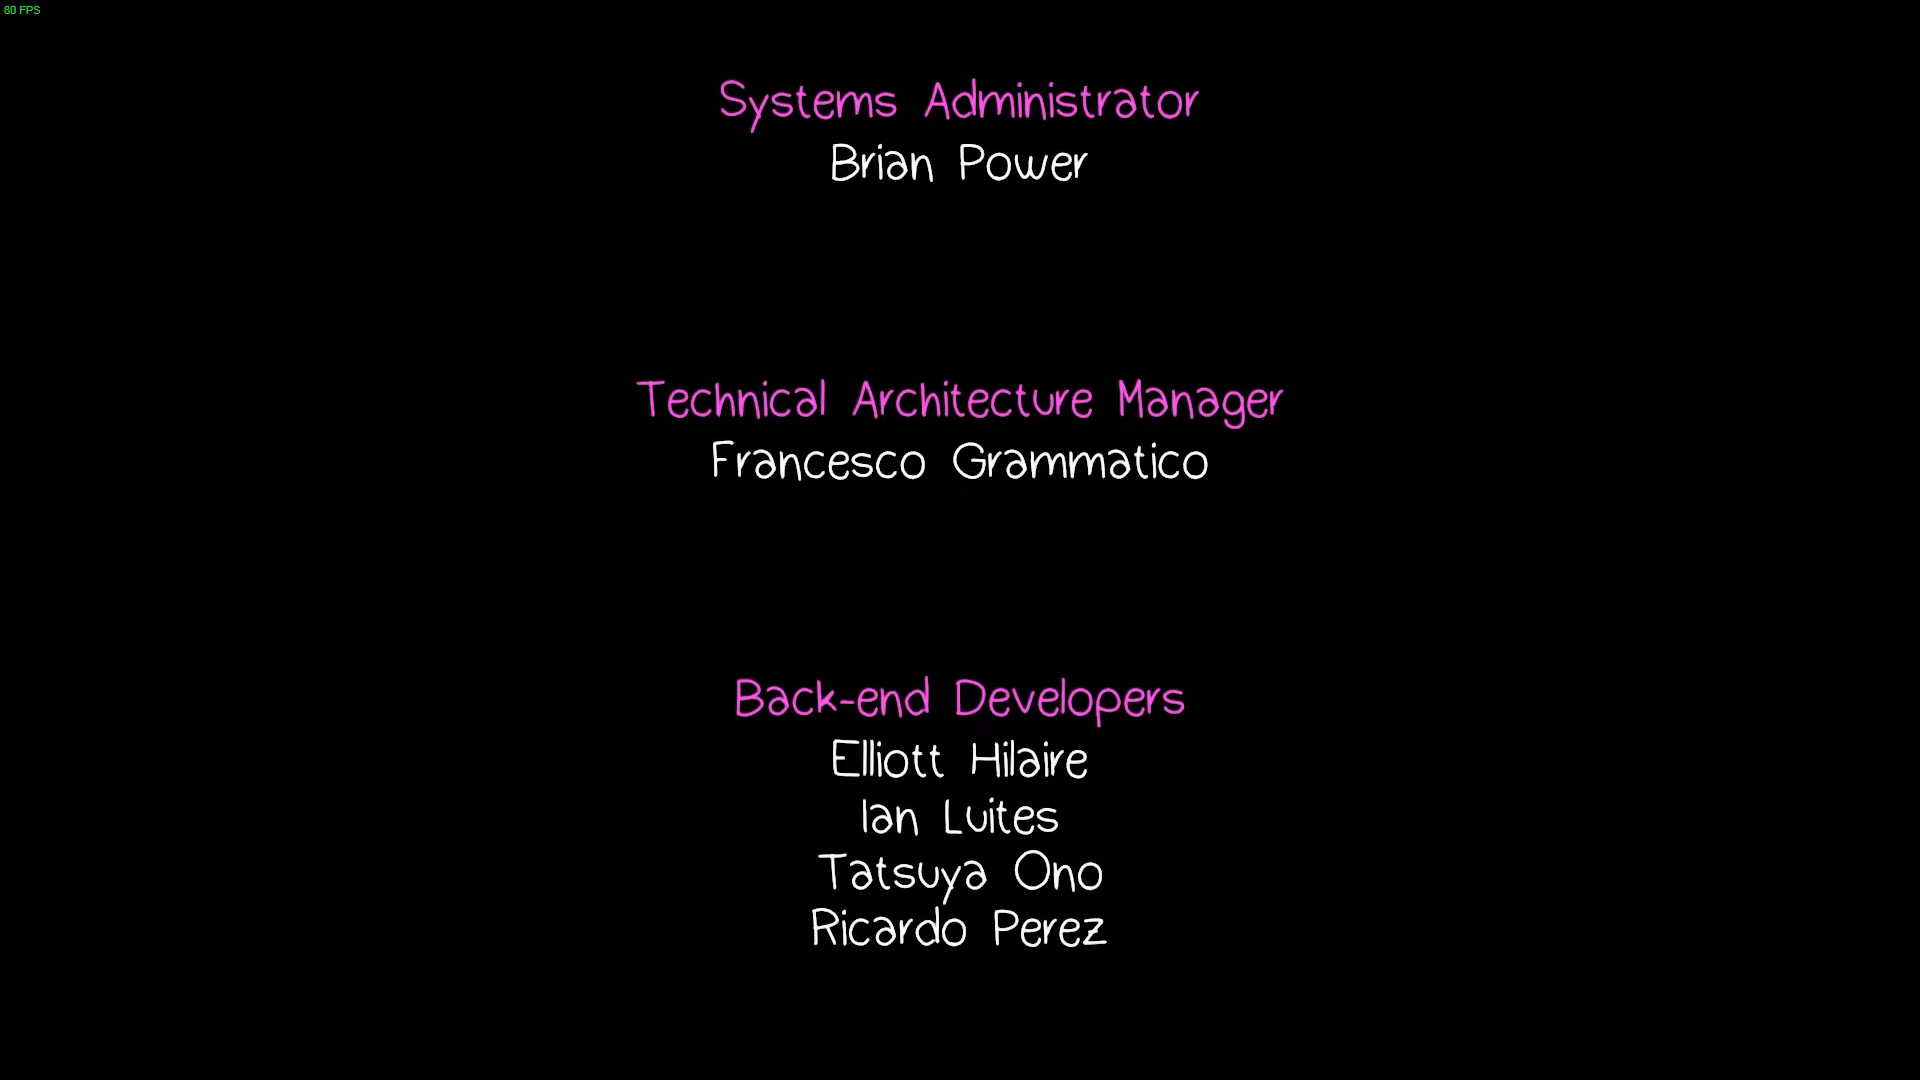 80 FPS
Systems Administrator
Brian Power
Technical Architecture Manager
Francesco Grammatico
Back-end Developers
Elliott Hilaire
Ian Luites
Tatsuya Ono
Ricardo Perez